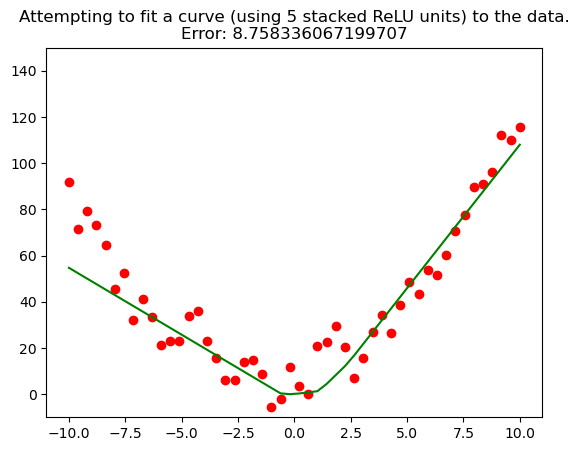 Attempting to fit a curve (using 5 stacked ReLU units) to the data.
Error: 8.758336067199707
140
120
100
80
60
40
20
0
-10.0 -7.5 -5.0 -2.5 0.0 2.5 5.0 7.5 10.0